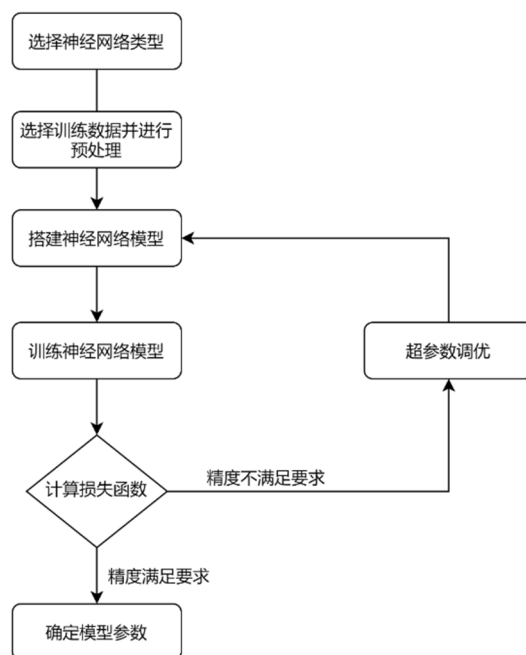 选择神经网络类型
选择训练数据并进行
预处理
搭建神经网络模型
训练神经网络模型
超参数调优
计算损失函数
精度不满足要求
精度满足要求
确定模型参数